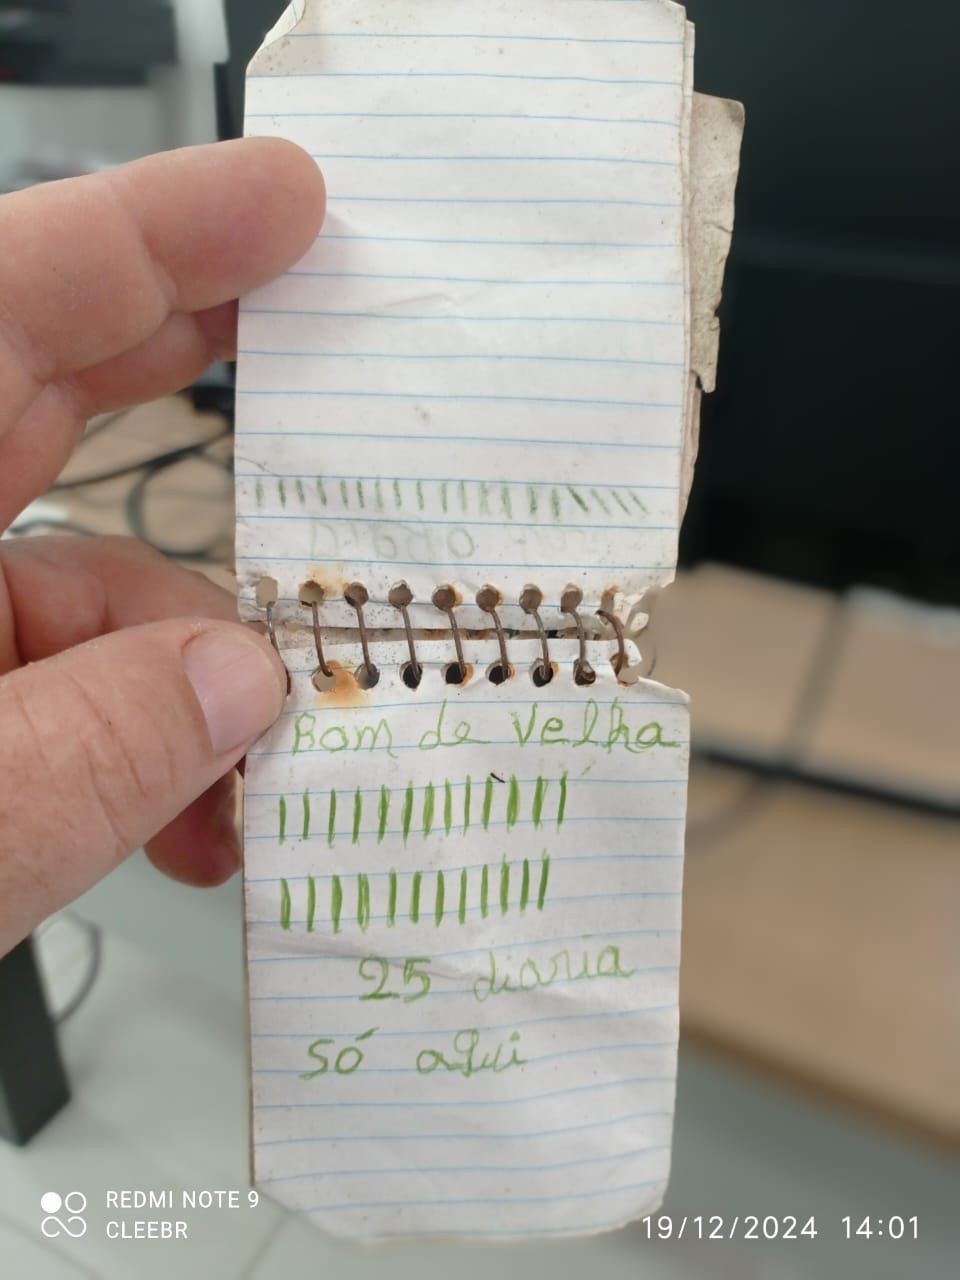 Bom de Velha
25 diaria
só aqui
REDMI NOTE 9
CLEEBR
19/12/2024 14:01